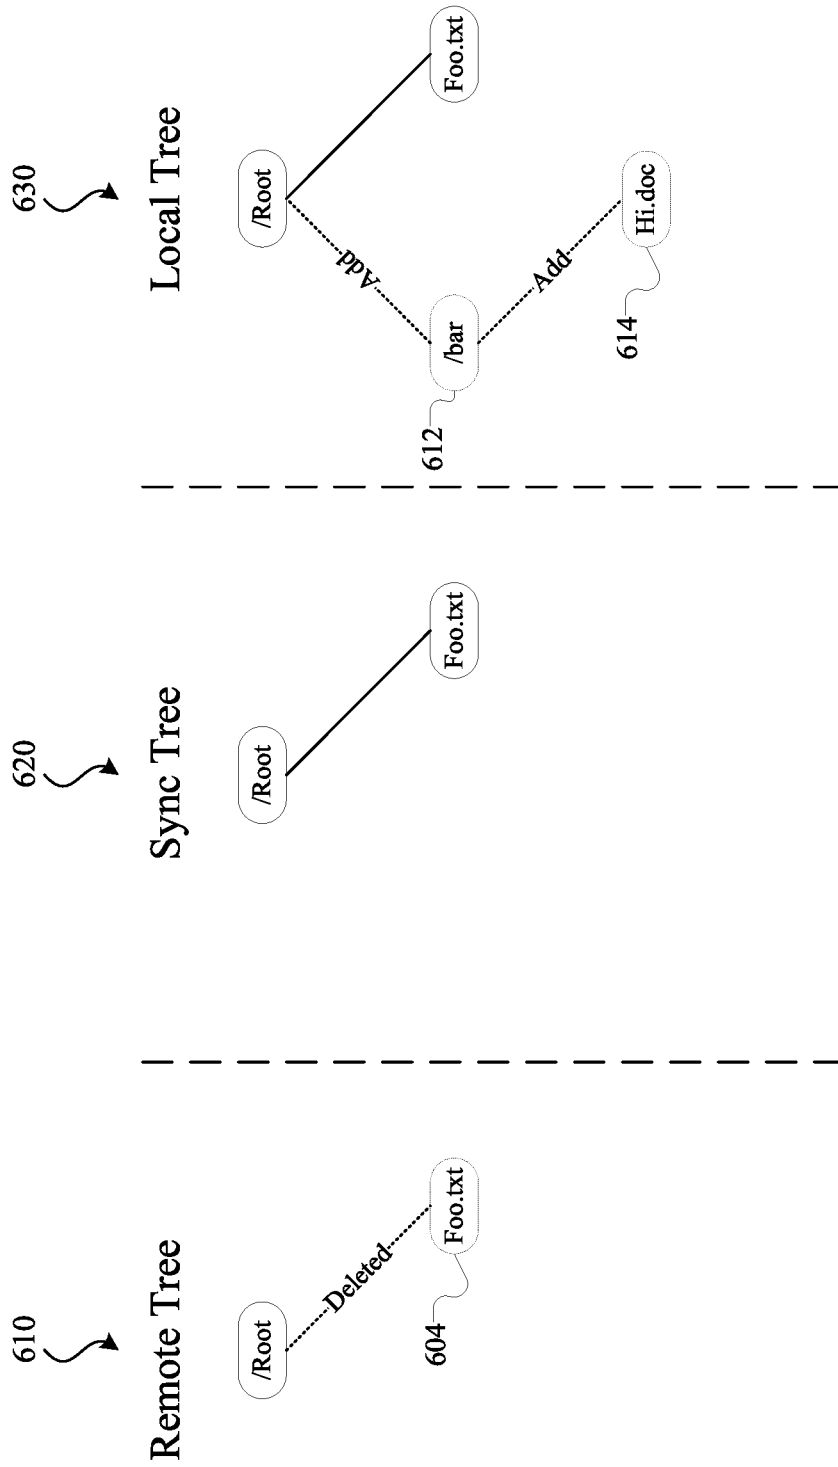 610
Remote Tree
/Root
Deleted
Foo.txt
604
620
Sync Tree
/Root
Foo.txt
630
Local Tree
/Root
Add
Foo.txt
/bar
612
Add
Hi.doc
614